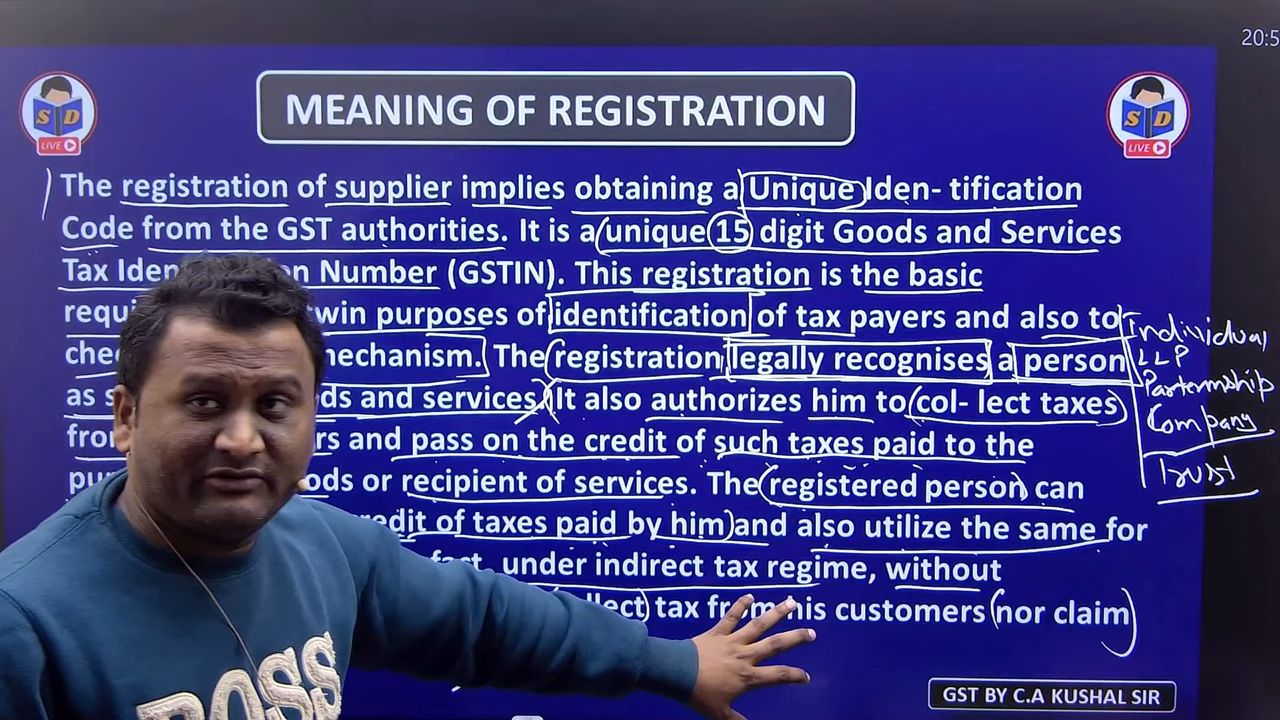 20:5
MEANING OF REGISTRATION
S D
LIVE
S D
LIVE
The registration of supplier implies obtaining a Unique Iden- tification
Code from the GST authorities. It is a unique 15 digit Goods and Services
Tax Iden n Number (GSTIN). This registration is the basic
requi win purposes of identification of tax payers and also to
che mechanism. The registration legally recognises a person
as s ds and services. It also authorizes him to col- lect taxes
fro rs and pass on the credit of such taxes paid to the
pu ods or recipient of services. The registered person can
redit of taxes paid by him and also utilize the same for
fact, under indirect tax regime, without
llect tax from his customers nor claim
Individual
LLP
Parternship
Company
Trust
BOSS
GST BY C.A KUSHAL SIR